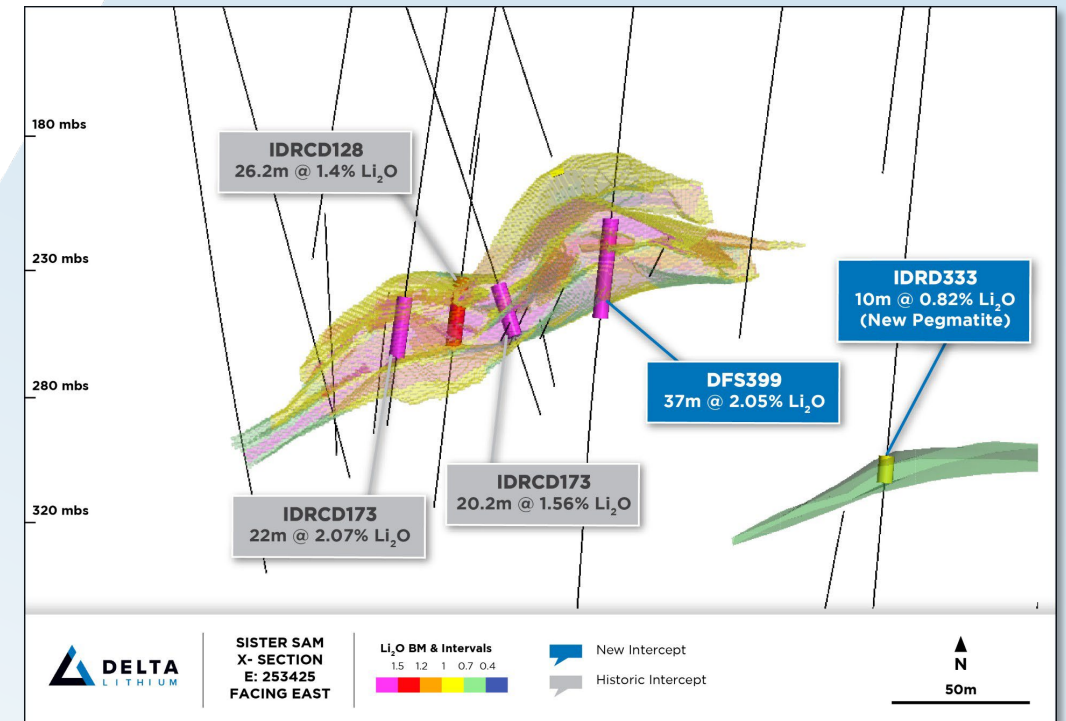 180 mbs
IDRCD128
26.2m @ 1.4% Li₂O
230 mbs
IDRD333
10m @ 0.82% Li₂O
(New Pegmatite)
280 mbs
DFS399
37m @ 2.05% Li₂O
IDRCD173
20.2m @ 1.56% Li₂O
IDRCD173
22m @ 2.07% Li₂O
320 mbs
DELTA
LITHIUM
SISTER SAM
X- SECTION
E: 253425
FACING EAST
Li₂O BM & Intervals
1.5 1.2 1 0.7 0.4
New Intercept
Historic Intercept
N
50m